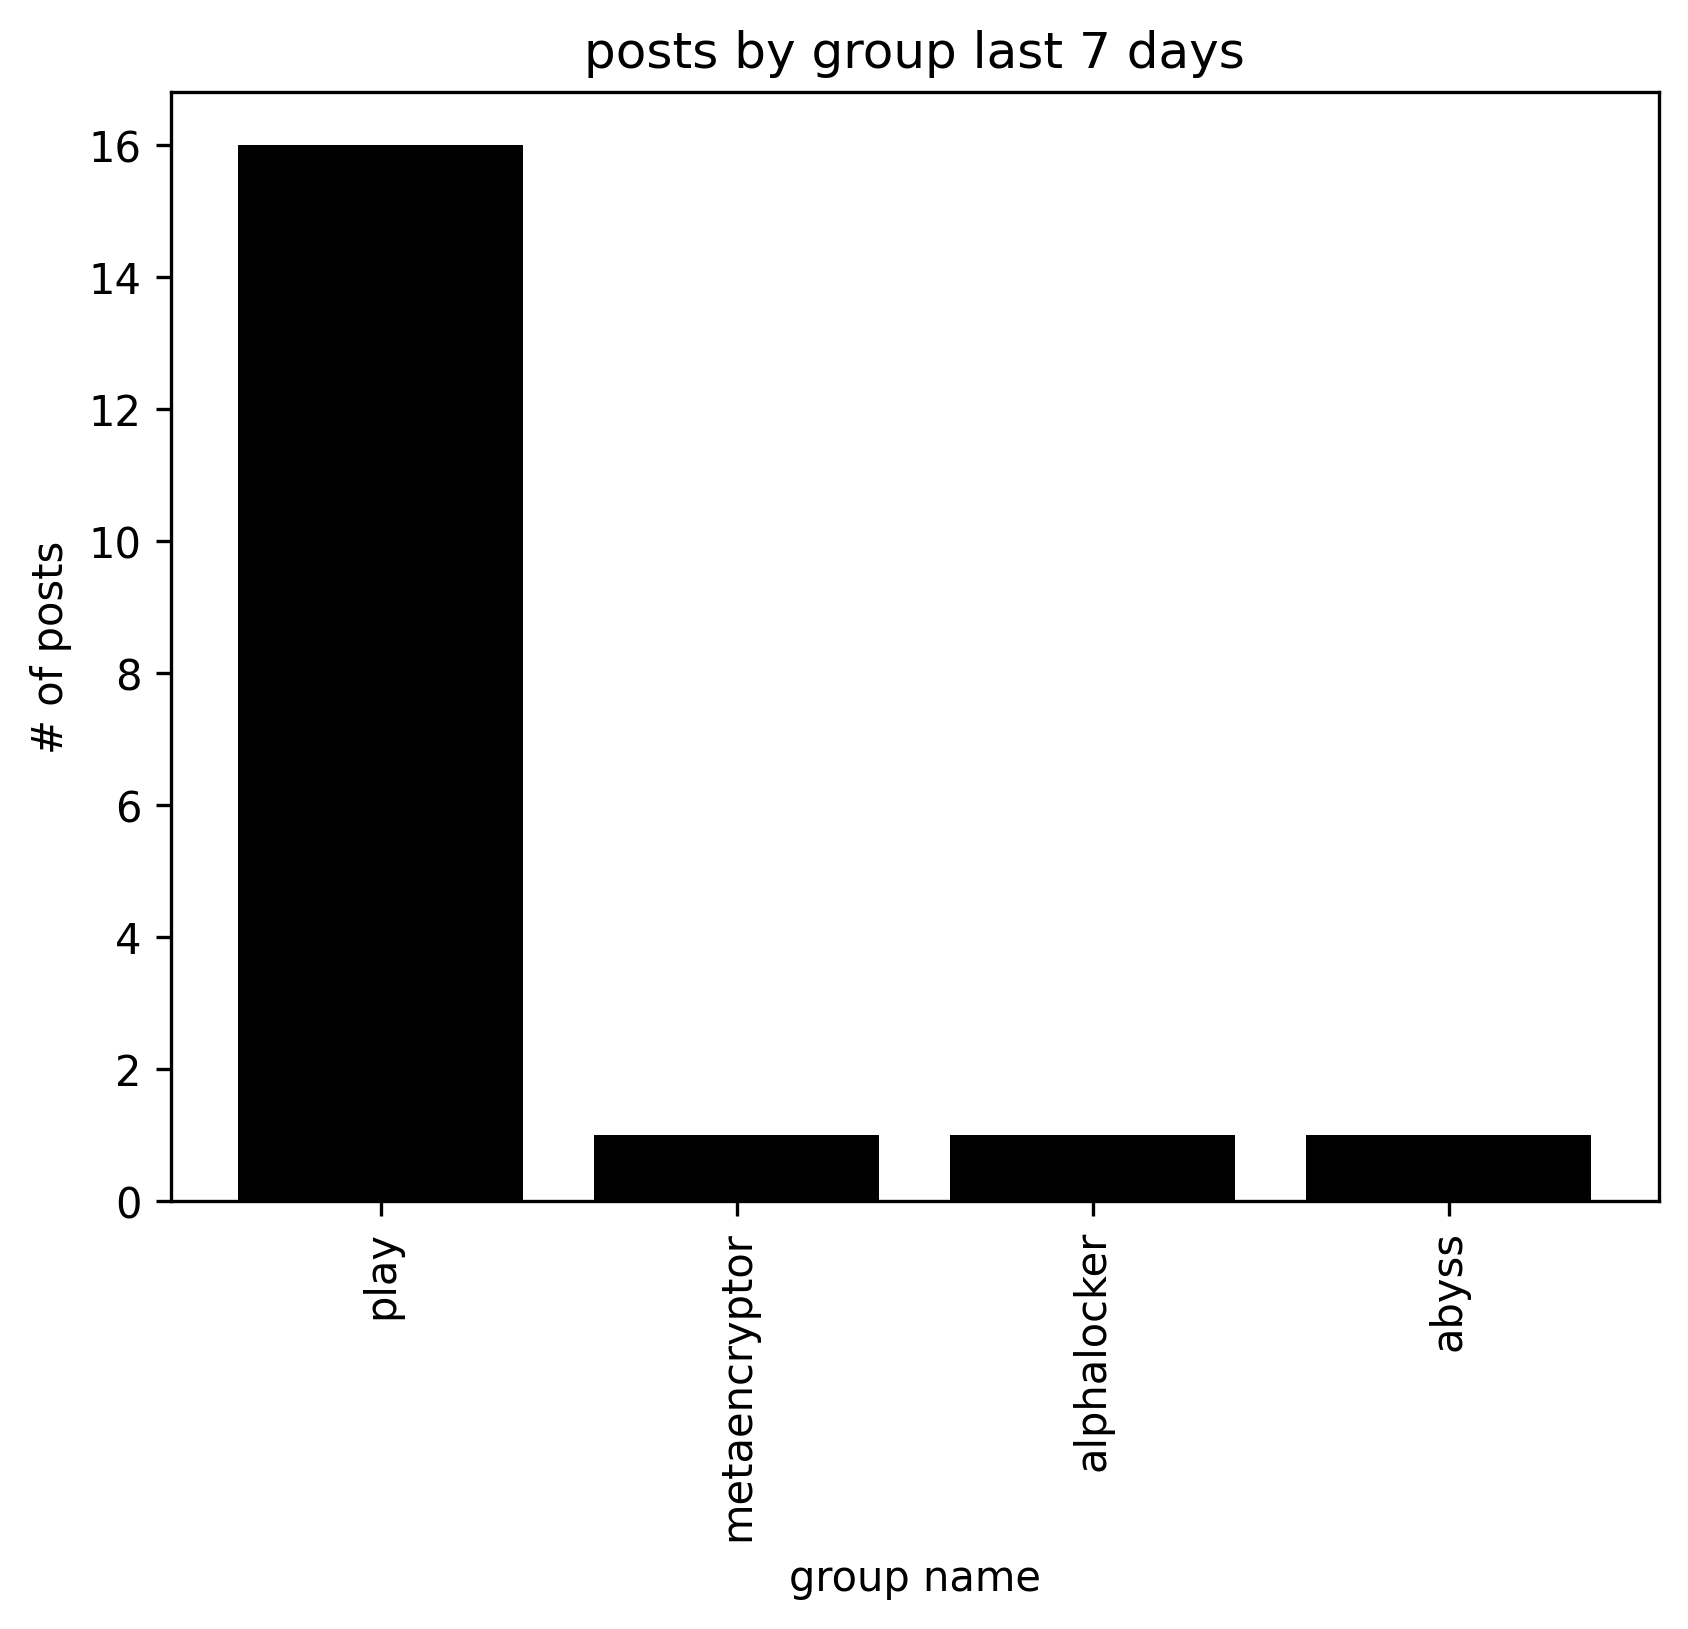 posts by group last 7 days
# of posts
16
14
12
10
8
6
4
2
0
play
metaencryptor
alphalocker
abyss
group name